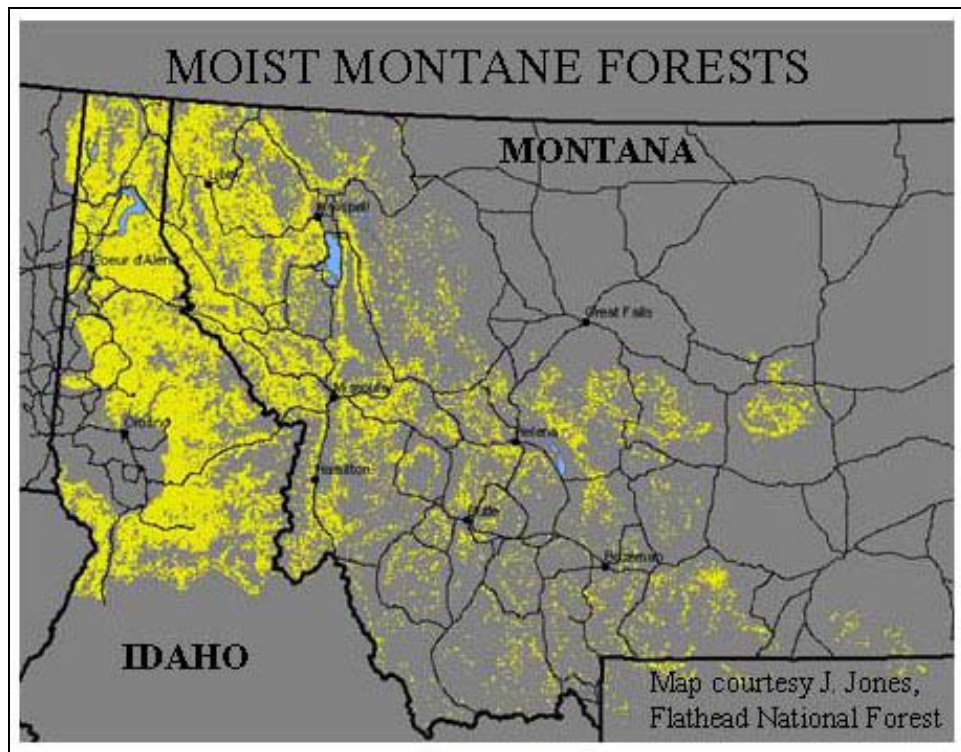 MOIST MONTANE FORESTS
MONTANA
Libby
Kalispell
Coeur d'Alene
Great Falls
Missoula
Helena
Orofino
Hamilton
Butte
Bozeman
IDAHO
Map courtesy J. Jones,
Flathead National Forest